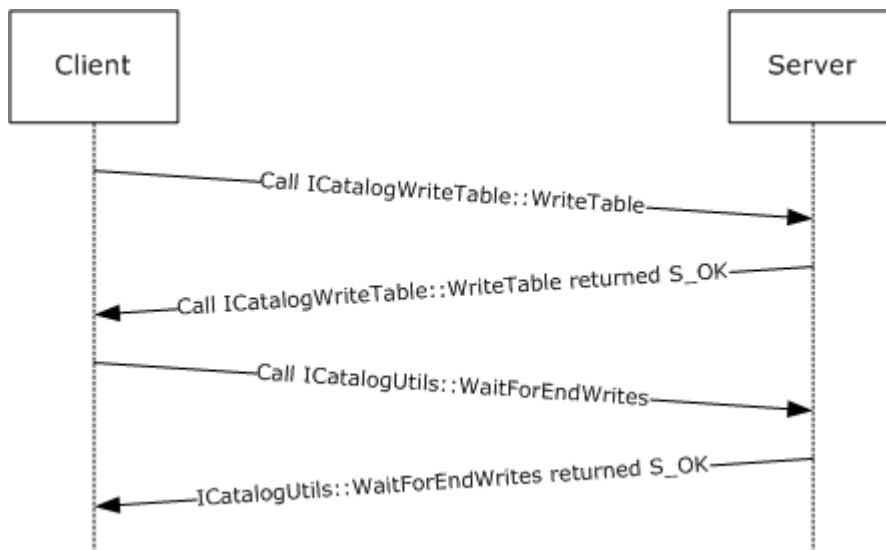 Client
Server
Call ICatalogWriteTable::WriteTable
Call ICatalogWriteTable::WriteTable returned S_OK
Call ICatalogUtils::WaitForEndWrites
ICatalogUtils::WaitForEndWrites returned S_OK